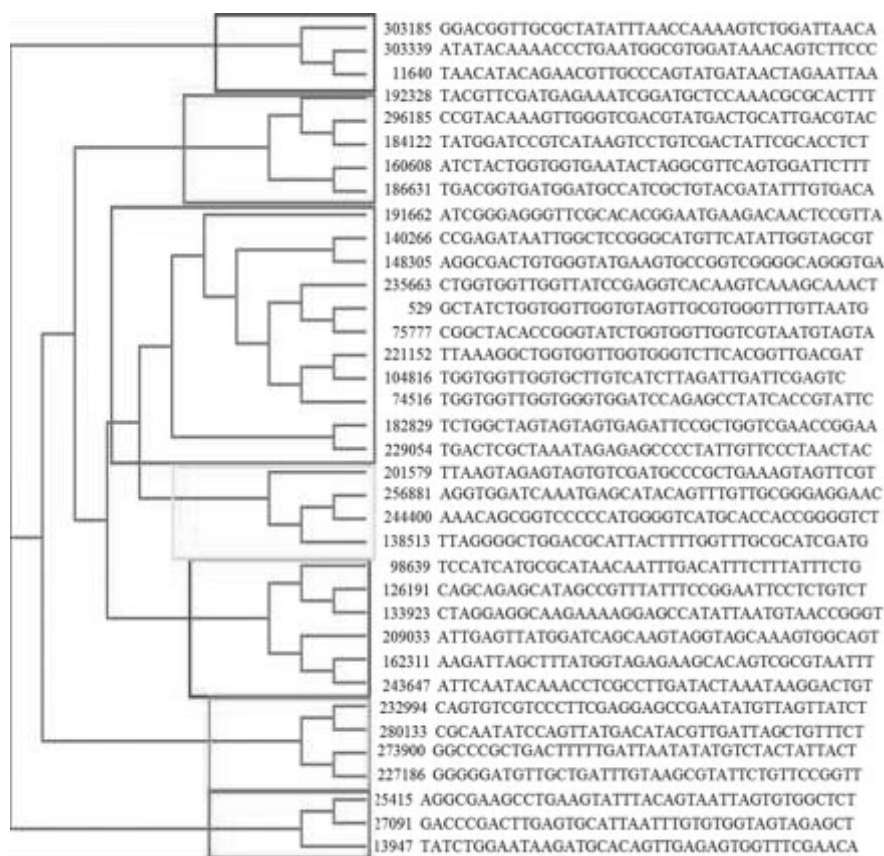 303185 GGACGGTTGCGCTATATTTAACCAAAAGTCTGGATTAACA
303339 ATATACAAAACCCTGAATGGCGTGGATAAACAGTCTTCCC
11640 TAACATACAGAACGTTGCCCAGTATGATAACTAGAATTAA
192328 TACGTTCGATGAGAAATCGGATGCTCCAAACGCGCACTTT
296185 CCGTACAAAGTTGGGTCGACGTATGACTGCATTGACGTAC
184122 TATGGATCCGTCATAAGTCCTGTCGACTATTCGCACCTCT
160608 ATCTACTGGTGGTGAATACTAGGCGTTCAGTGGATTCTTT
186631 TGACGGTGATGGATGCCATCGCTGTACGATATTTGTGACA
191662 ATCGGGAGGGTTCGCACACGGAATGAAGACAACTCCGTTA
140266 CCGAGATAATTGGCTCCGGGCATGTTCATATTGGTAGCGT
148305 AGGCGACTGTGGGTATGAAGTGCCGGTCGGGGCAGGGTGA
235663 CTGGTGGTTGGTTATCCGAGGTCACAAGTCAAAGCAAACT
529 GCTATCTGGTGGTTGGTGTAGTTGCGTGGGTTTGTTAATG
75777 CGGCTACACCGGGTATCTGGTGGTTGGTCGTAATGTAGTA
221152 TTAAAGGCTGGTGGTTGGTGGGTCTTCACGGTTGACGAT
104816 TGGTGGTTGGTGCTTGTCATCTTAGATTGATTCGAGTC
74516 TGGTGGTTGGTGGGTGGATCCAGAGCCTATCACCGTATTC
182829 TCTGGCTAGTAGTAGTGAGATTCCGCTGGTCGAACCGGAA
229054 TGACTCGCTAAATAGAGAGCCCCTATTGTTCCCTAACTAC
201579 TTAAGTAGAGTAGTGTCGATGCCCGCTGAAAGTAGTTCGT
256881 AGGTGGATCAAATGAGCATACAGTTTGTTGCGGGAGGAAC
244400 AAACAGCGGTCCCCCATGGGGTCATGCACCACCGGGGTCT
138513 TTAGGGGCTGGACGCATTACTTTTGGTTTGCGCATCGATG
98639 TCCATCATGCGCATAACAATTTGACATTTCTTTATTTCTG
126191 CAGCAGAGCATAGCCGTTTATTTCCGGAATTCCTCTGTCT
133923 CTAGGAGGCAAGAAAAGGAGCCATATTAATGTAACCGGGT
209033 ATTGAGTTATGGATCAGCAAGTAGGTAGCAAAGTGGCAGT
162311 AAGATTAGCTTTATGGTAGAGAAGCACAGTCGCGTAATTT
243647 ATTCAATACAAACCTCGCCTTGATACTAAATAAGGACTGT
232994 CAGTGTCGTCCCTTCGAGGAGCCGAATATGTTAGTTATCT
280133 CGCAATATCCAGTTATGACATACGTTGATTAGCTGTTTCT
273900 GGCCCGCTGACTTTTTGATTAATATATGTCTACTATTACT
227186 GGGGGATGTTGCTGATTTGTAAGCGTATTCTGTTCCGGTT
25415 AGGCGAAGCCTGAAGTATTTACAGTAATTAGTGTGGCTCT
27091 GACCCGACTTGAGTGCATTAATTTGTGTGGTAGTAGAGCT
13947 TATCTGGAATAAGATGCACAGTTGAGAGTGGTTTCGAACA